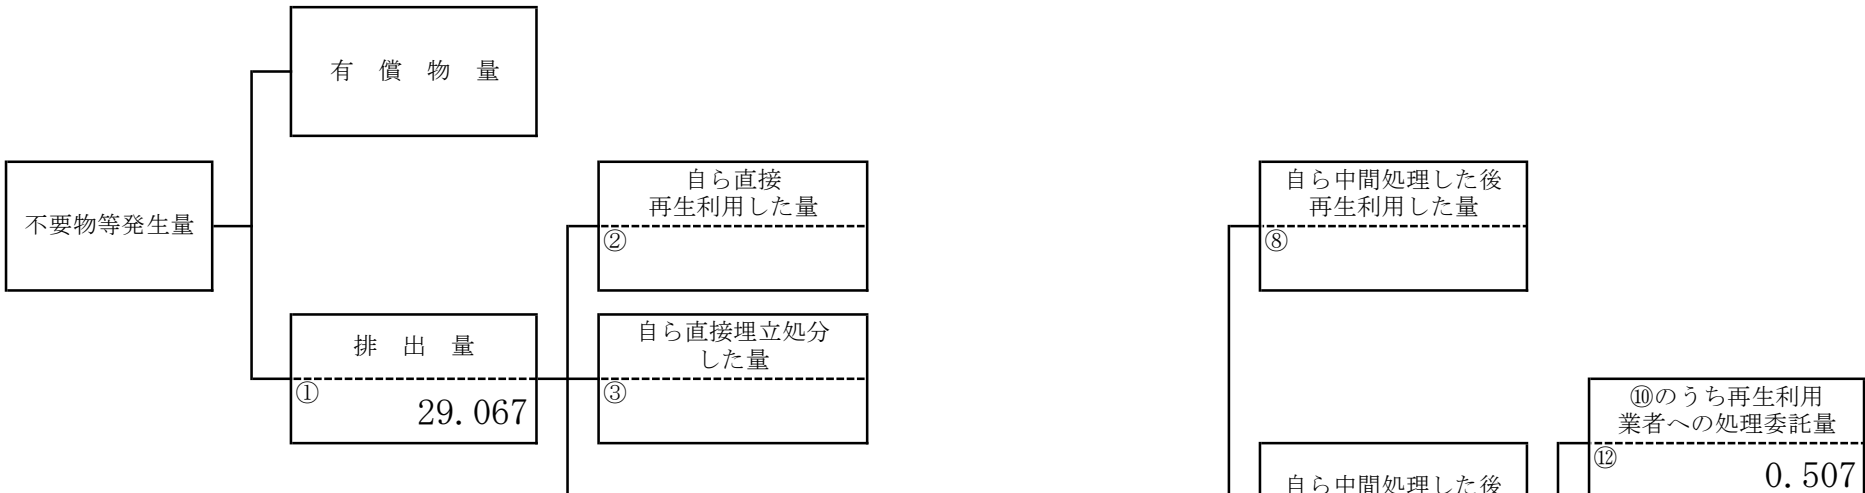 有 償 物 量
不要物等発生量
自ら直接
再生利用した量
②
自ら中間処理した後
再生利用した量
⑧
排 出 量
①
29.067
自ら直接埋立処分
した量
③
⑩のうち再生利用
業者への処理委託量
⑫
0.507
自ら中間処理した後